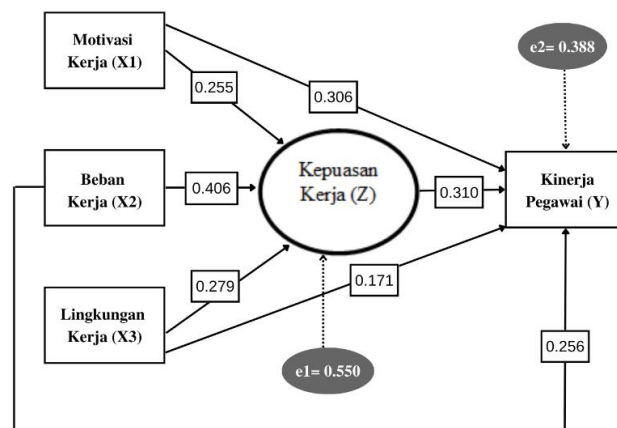 Motivasi
Kerja (X1)
e2= 0.388
0.255
0.306
Beban
Kerja (X2)
0.406
Kepuasan
Kerja (Z)
0.310
Kinerja
Pegawai (Y)
Lingkungan
Kerja (X3)
0.279
0.171
e1= 0.550
0.256